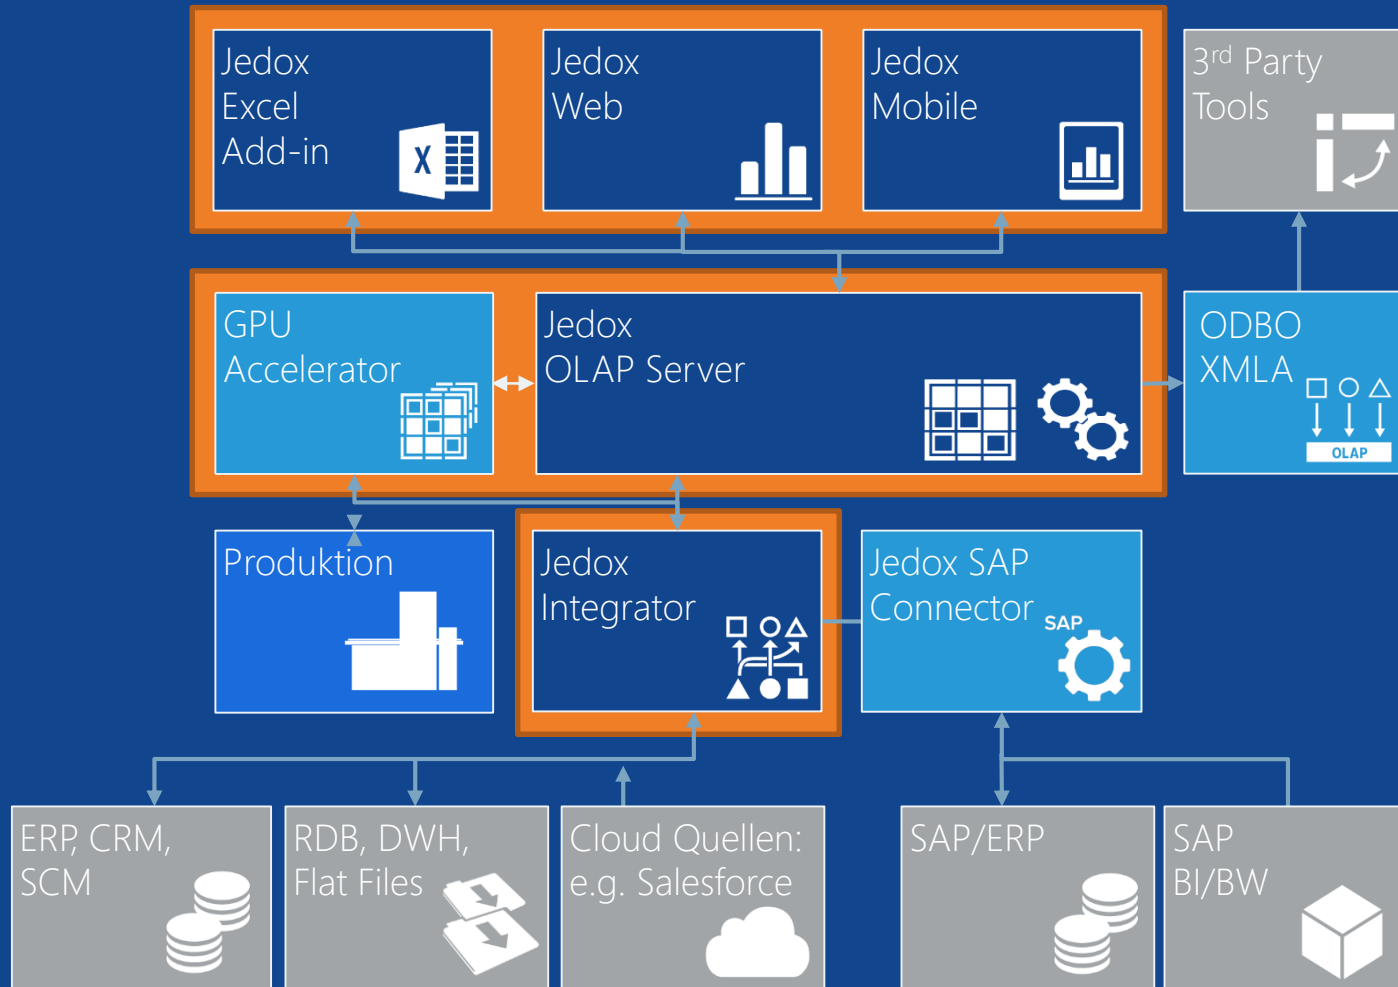 Jedox
Excel
Add-in
X
Jedox
Web
Jedox
Mobile
3rd Party
Tools
GPU
Accelerator
Jedox
OLAP Server
ODBO
XMLA
OLAP
Produktion
Jedox
Integrator
Jedox SAP
Connector
SAP
ERP, CRM,
SCM
RDB, DWH,
Flat Files
Cloud Quellen:
e.g. Salesforce
SAP/ERP
SAP
BI/BW